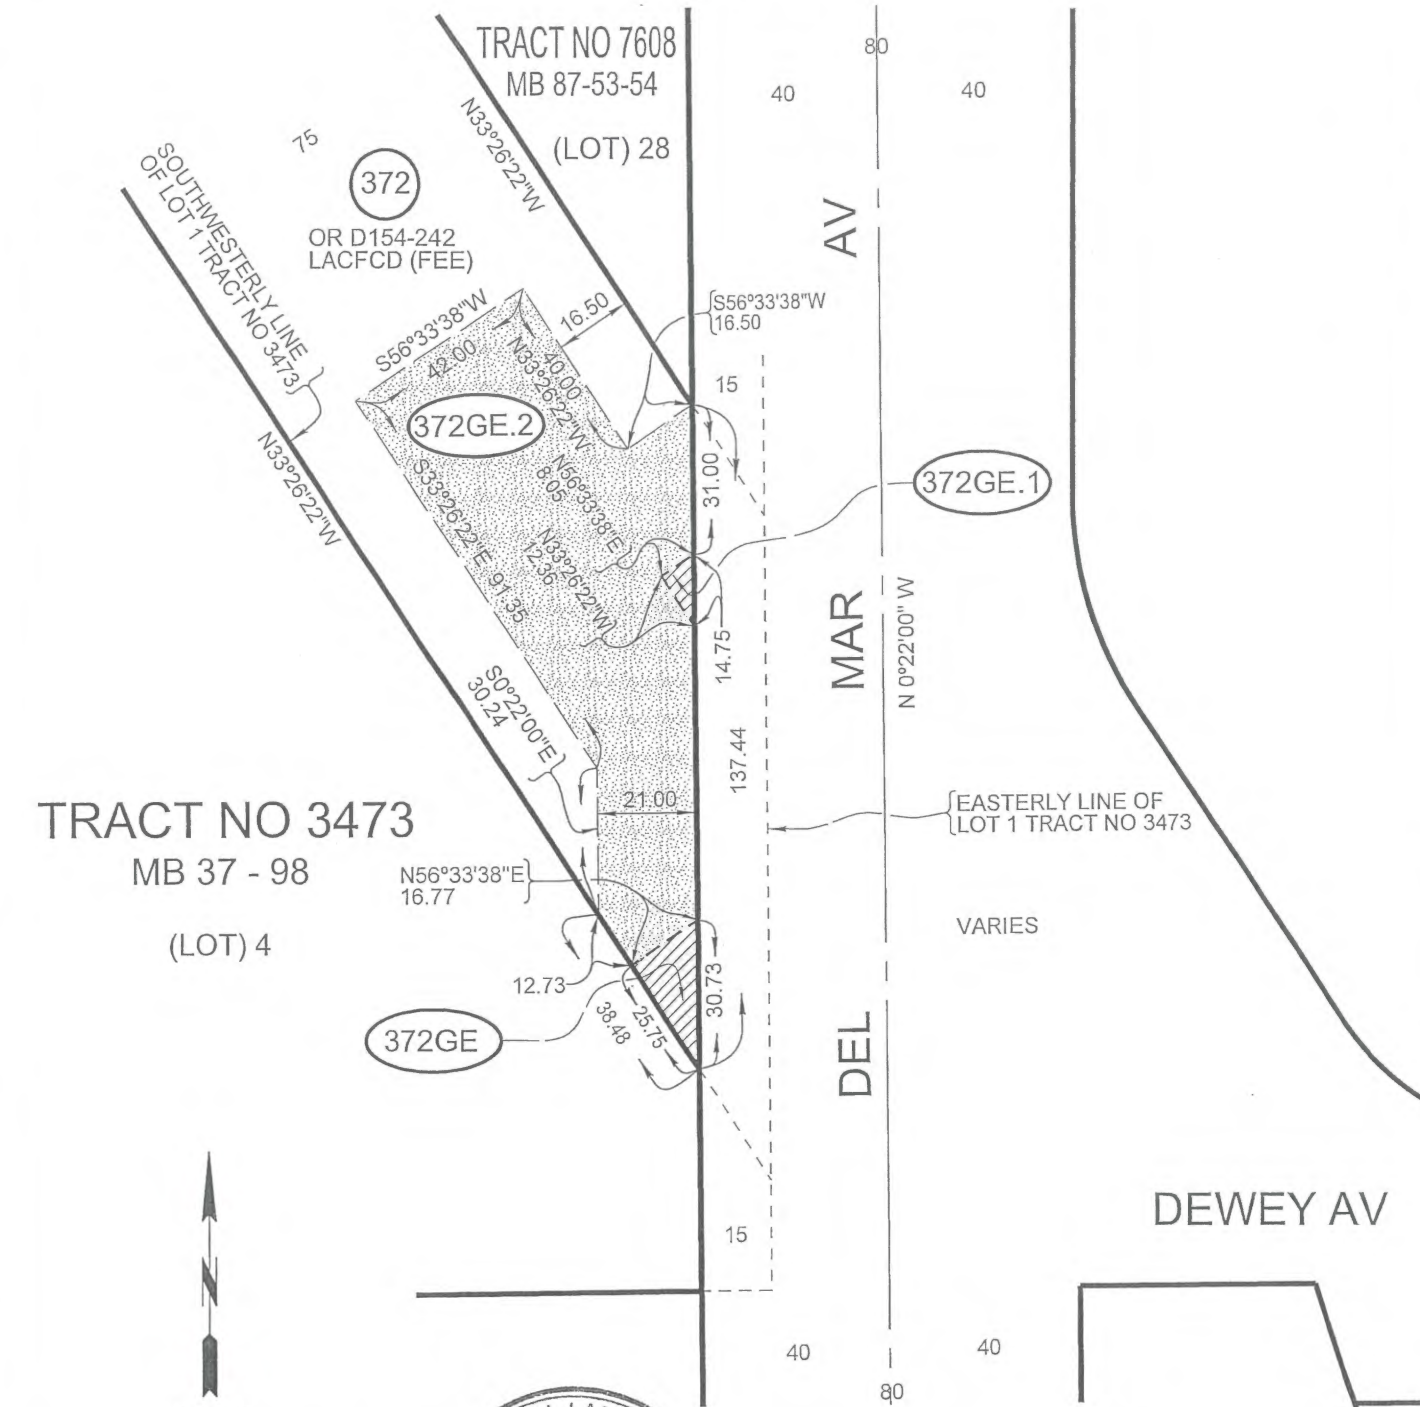 TRACT NO 7608
MB 87-53-54
(LOT) 28
80
40
40
75
N33°26'22"W
SOUTHWESTERLY LINE
OF LOT 1 TRACT NO 3473
372
OR D154-242
LACFCD (FEE)
AV
S56°33'38"W
42.00
16.50
S56°33'38"W
16.50
40.00
N33°26'22"W
15
372GE.2
N33°26'22"W
S33°26'22"E 91.35
N56°33'38"E
8.05
31.00
372GE.1
N33°26'22"W
12.36
MAR
N 0°22'00" W
14.75
S0°22'00"E
30.24
137.44
21.00
EASTERLY LINE OF
LOT 1 TRACT NO 3473
TRACT NO 3473
MB 37 - 98
(LOT) 4
N56°33'38"E
16.77
VARIES
12.73
30.73
25.75
38.48
372GE
DEL
DEWEY AV
N
15
40
40
80